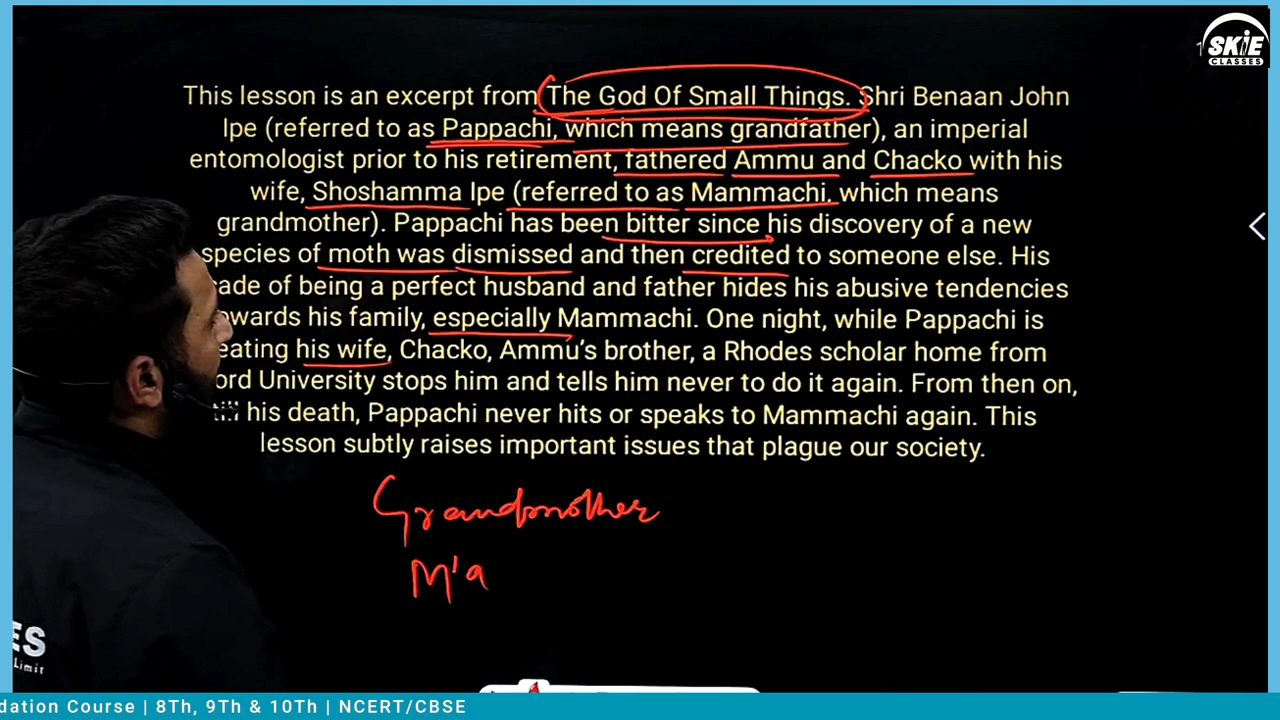 SKIE
CLASSES
This lesson is an excerpt from The God Of Small Things. Shri Benaan John
Ipe (referred to as Pappachi, which means grandfather), an imperial
entomologist prior to his retirement, fathered Ammu and Chacko with his
wife, Shoshamma Ipe (referred to as Mammachi, which means
grandmother). Pappachi has been bitter since his discovery of a new
species of moth was dismissed and then credited to someone else. His
ade of being a perfect husband and father hides his abusive tendencies
owards his family, especially Mammachi. One night, while Pappachi is
eating his wife, Chacko, Ammu's brother, a Rhodes scholar home from
ord University stops him and tells him never to do it again. From then on,
till his death, Pappachi never hits or speaks to Mammachi again. This
lesson subtly raises important issues that plague our society.
Grandmother
M'a
ES
Limit
dation Course | 8Th, 9Th & 10Th | NCERT/CBSE